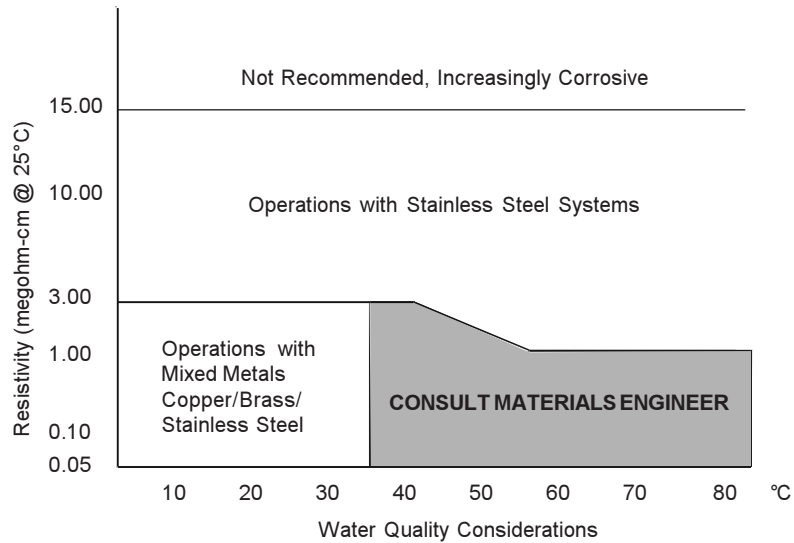 Not Recommended, Increasingly Corrosive
15.00
Resistivity (megohm-cm @ 25°C)
10.00
Operations with Stainless Steel Systems
3.00
1.00
Operations with
Mixed Metals
Copper/Brass/
Stainless Steel
CONSULT MATERIALS ENGINEER
0.10
0.05
10 20 30 40 50 60 70 80 °C
Water Quality Considerations